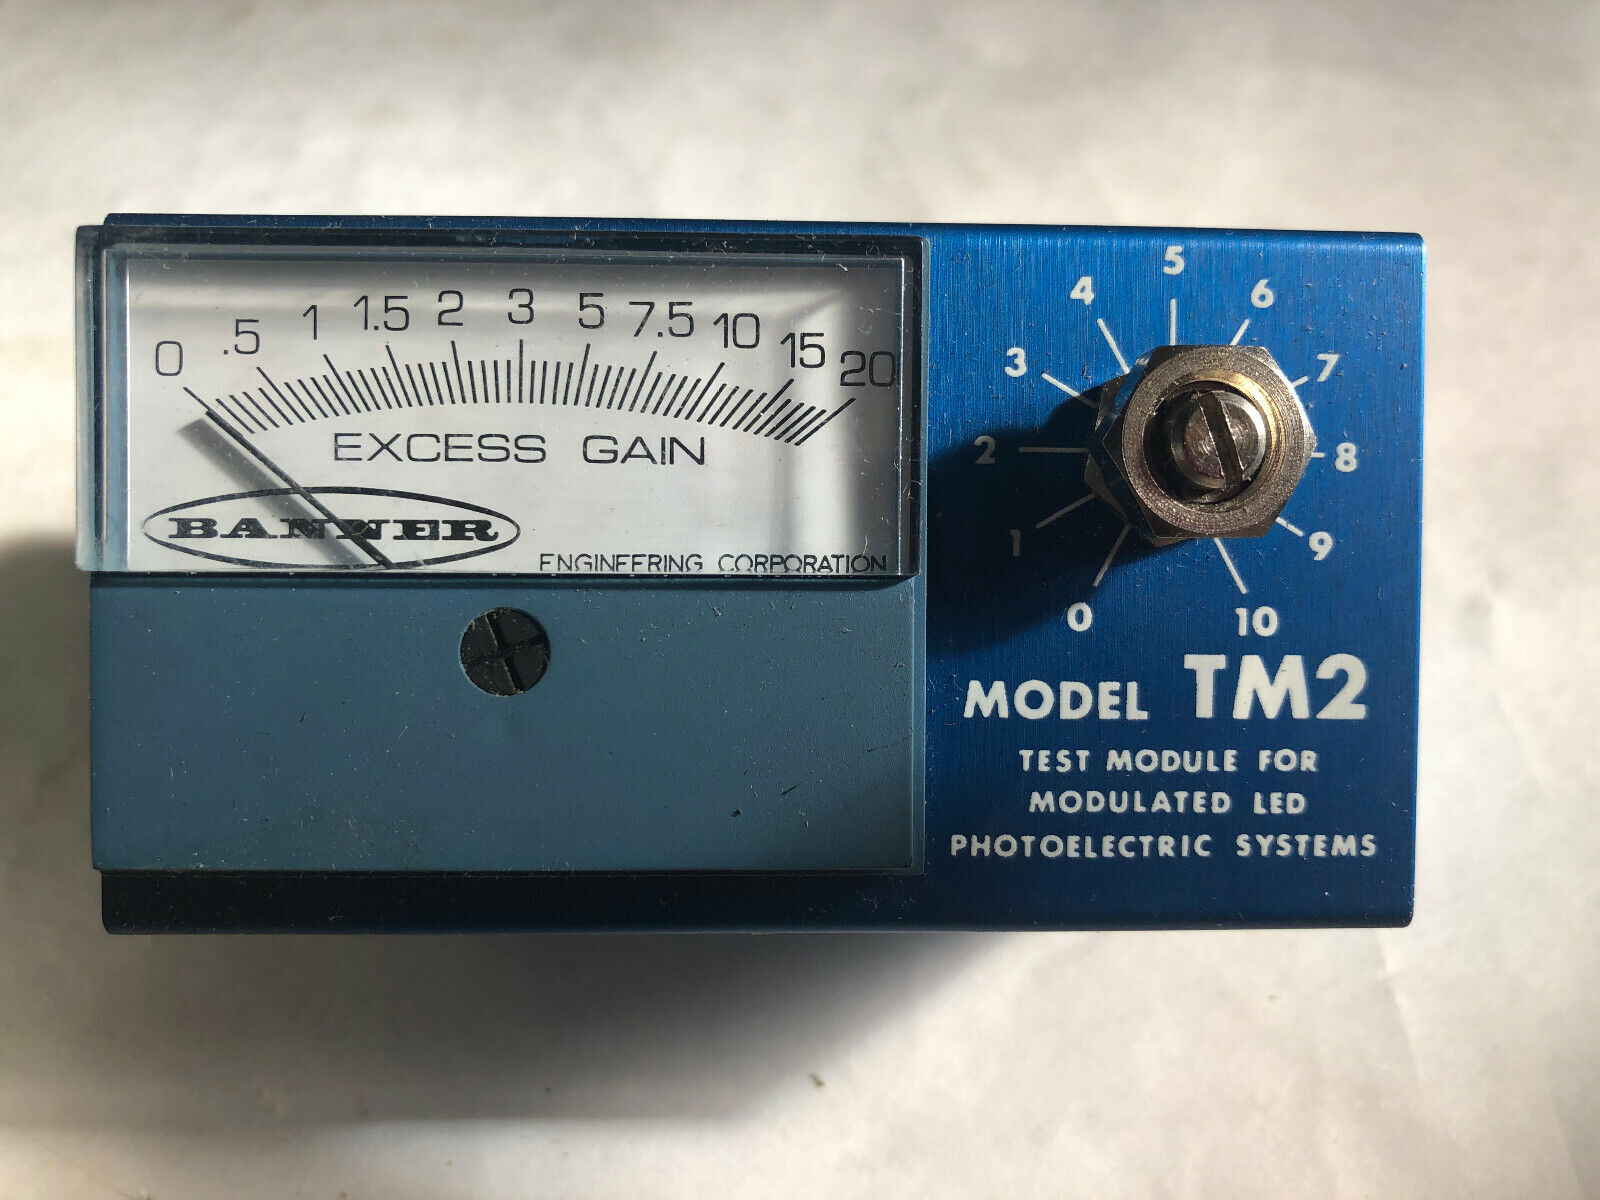 0 .5 1 1.5 2 3 5 7.5 10 15 20
EXCESS GAIN
BANNER
ENGINEERING CORPORATION
0 1 2 3 4 5 6 7 8 9 10
MODEL TM2
TEST MODULE FOR
MODULATED LED
PHOTOELECTRIC SYSTEMS